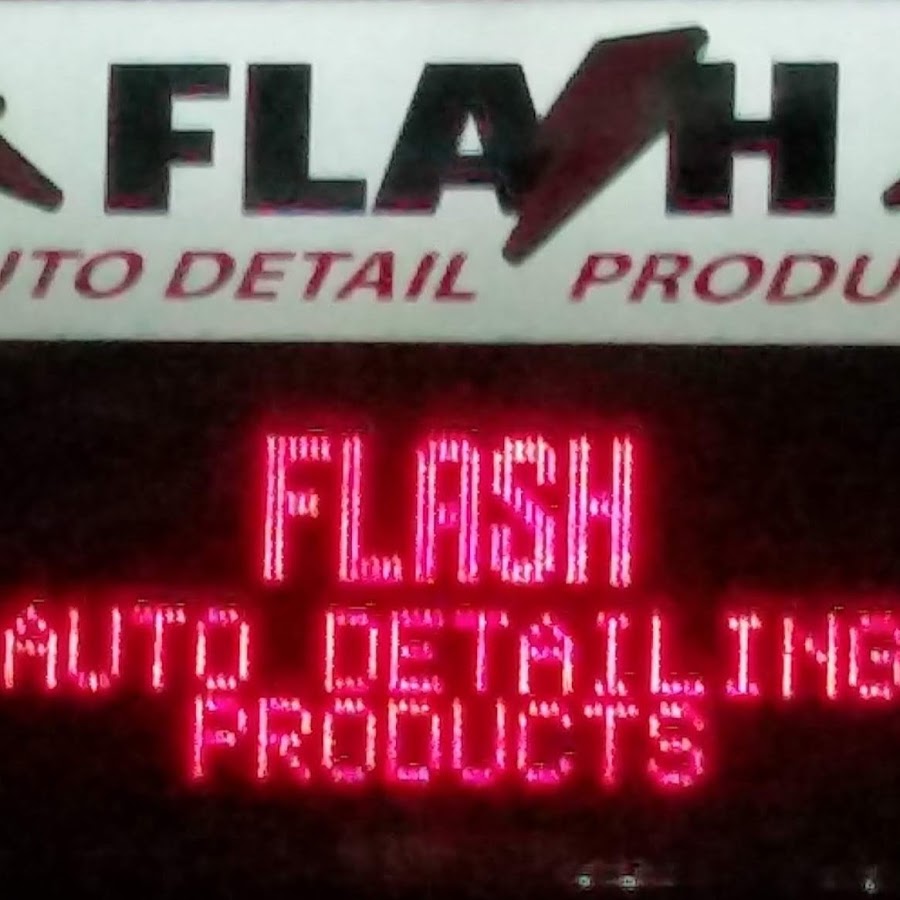 FLASH
UTO DETAIL PRODU
FLASH
AUTO DETAILING
PRODUCTS